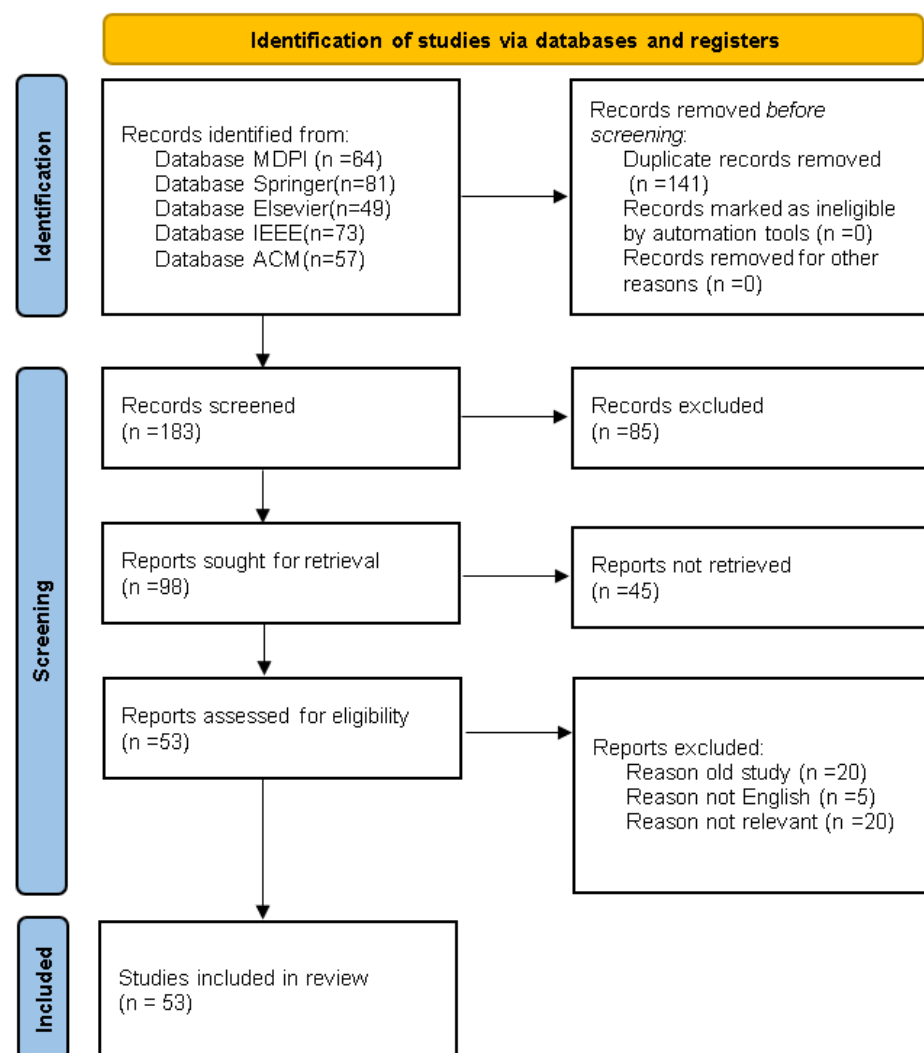 Identification of studies via databases and registers
Identification
Records identified from:
Database MDPI (n =64)
Database Springer(n=81)
Database Elsevier(n=49)
Database IEEE(n=73)
Database ACM(n=57)
Records removed before
screening:
Duplicate records removed
(n =141)
Records marked as ineligible
by automation tools (n =0)
Records removed for other
reasons (n =0)
Screening
Records screened
(n =183)
Records excluded
(n =85)
Reports sought for retrieval
(n =98)
Reports not retrieved
(n =45)
Reports assessed for eligibility
(n =53)
Reports excluded:
Reason old study (n =20)
Reason not English (n =5)
Reason not relevant (n =20)
Included
Studies included in review
(n = 53)